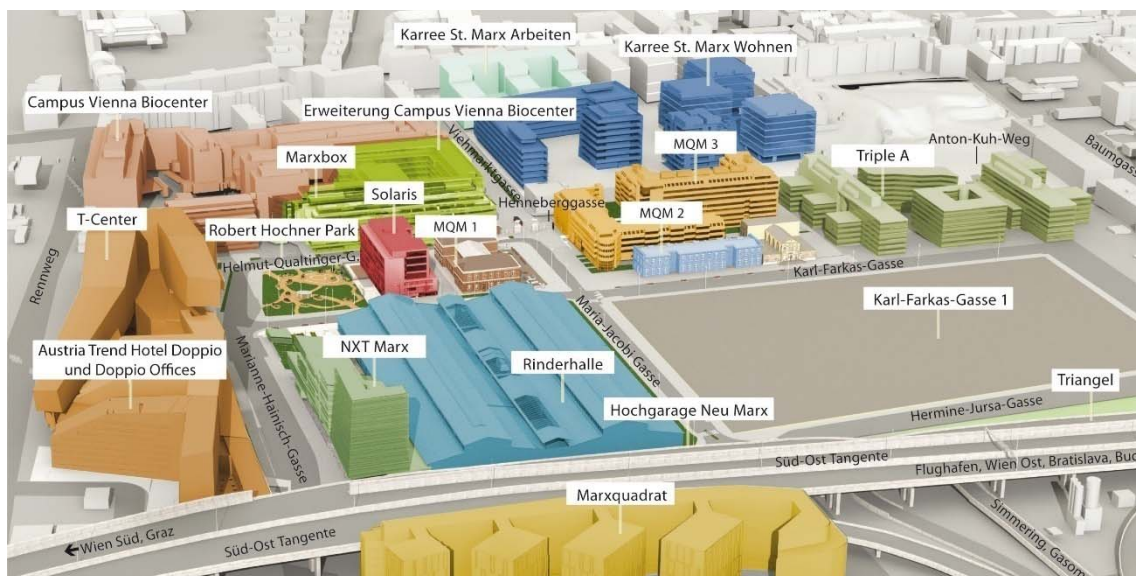 Karree St. Marx Arbeiten
Karree St. Marx Wohnen
Campus Vienna Biocenter
Erweiterung Campus Vienna Biocenter
Viehmarktgasse
MQM 3
Anton-Kuh-Weg
Baumgass
Marxbox
Triple A
Solaris
Henneberggasse
T-Center
MQM 2
Robert Hochner Park
MQM 1
Helmut-Qualtinger-G.
Rennweg
Karl-Farkas-Gasse
Karl-Farkas-Gasse 1
Maria-Jacobi Gasse
Austria Trend Hotel Doppio
und Doppio Offices
NXT Marx
Rinderhalle
Marianne-Hainisch-Gasse
Triangel
Hochgarage Neu Marx
Hermine-Jursa-Gasse
Süd-Ost Tangente
Flughafen, Wien Ost, Bratislava, Bud
Marxquadrat
Simmering, Gasom
Wien Süd, Graz
Süd-Ost Tangente